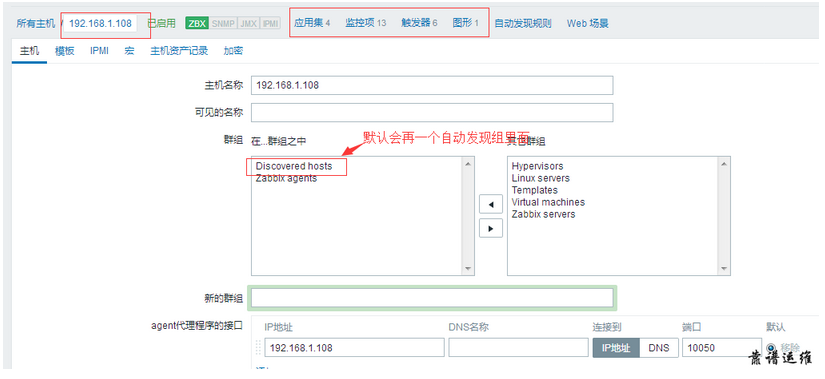 所有主机 / 192.168.1.108 已启用 ZBX SNMP JMX IPMI 应用集 4 监控项 13 触发器 6 图形 1 自动发现规则 Web 场景
主机 模板 IPMI 宏 主机资产记录 加密
主机名称 192.168.1.108
可见的名称
群组 在...群组之中 其他群组
默认会再一个自动发现组里面
Discovered hosts
Zabbix agents
Hypervisors
Linux servers
Templates
Virtual machines
Zabbix servers
新的群组
agent代理程序的接口 IP地址 DNS名称 连接到 端口 默认
192.168.1.108 IP地址 DNS 10050 移除
靠谱运维